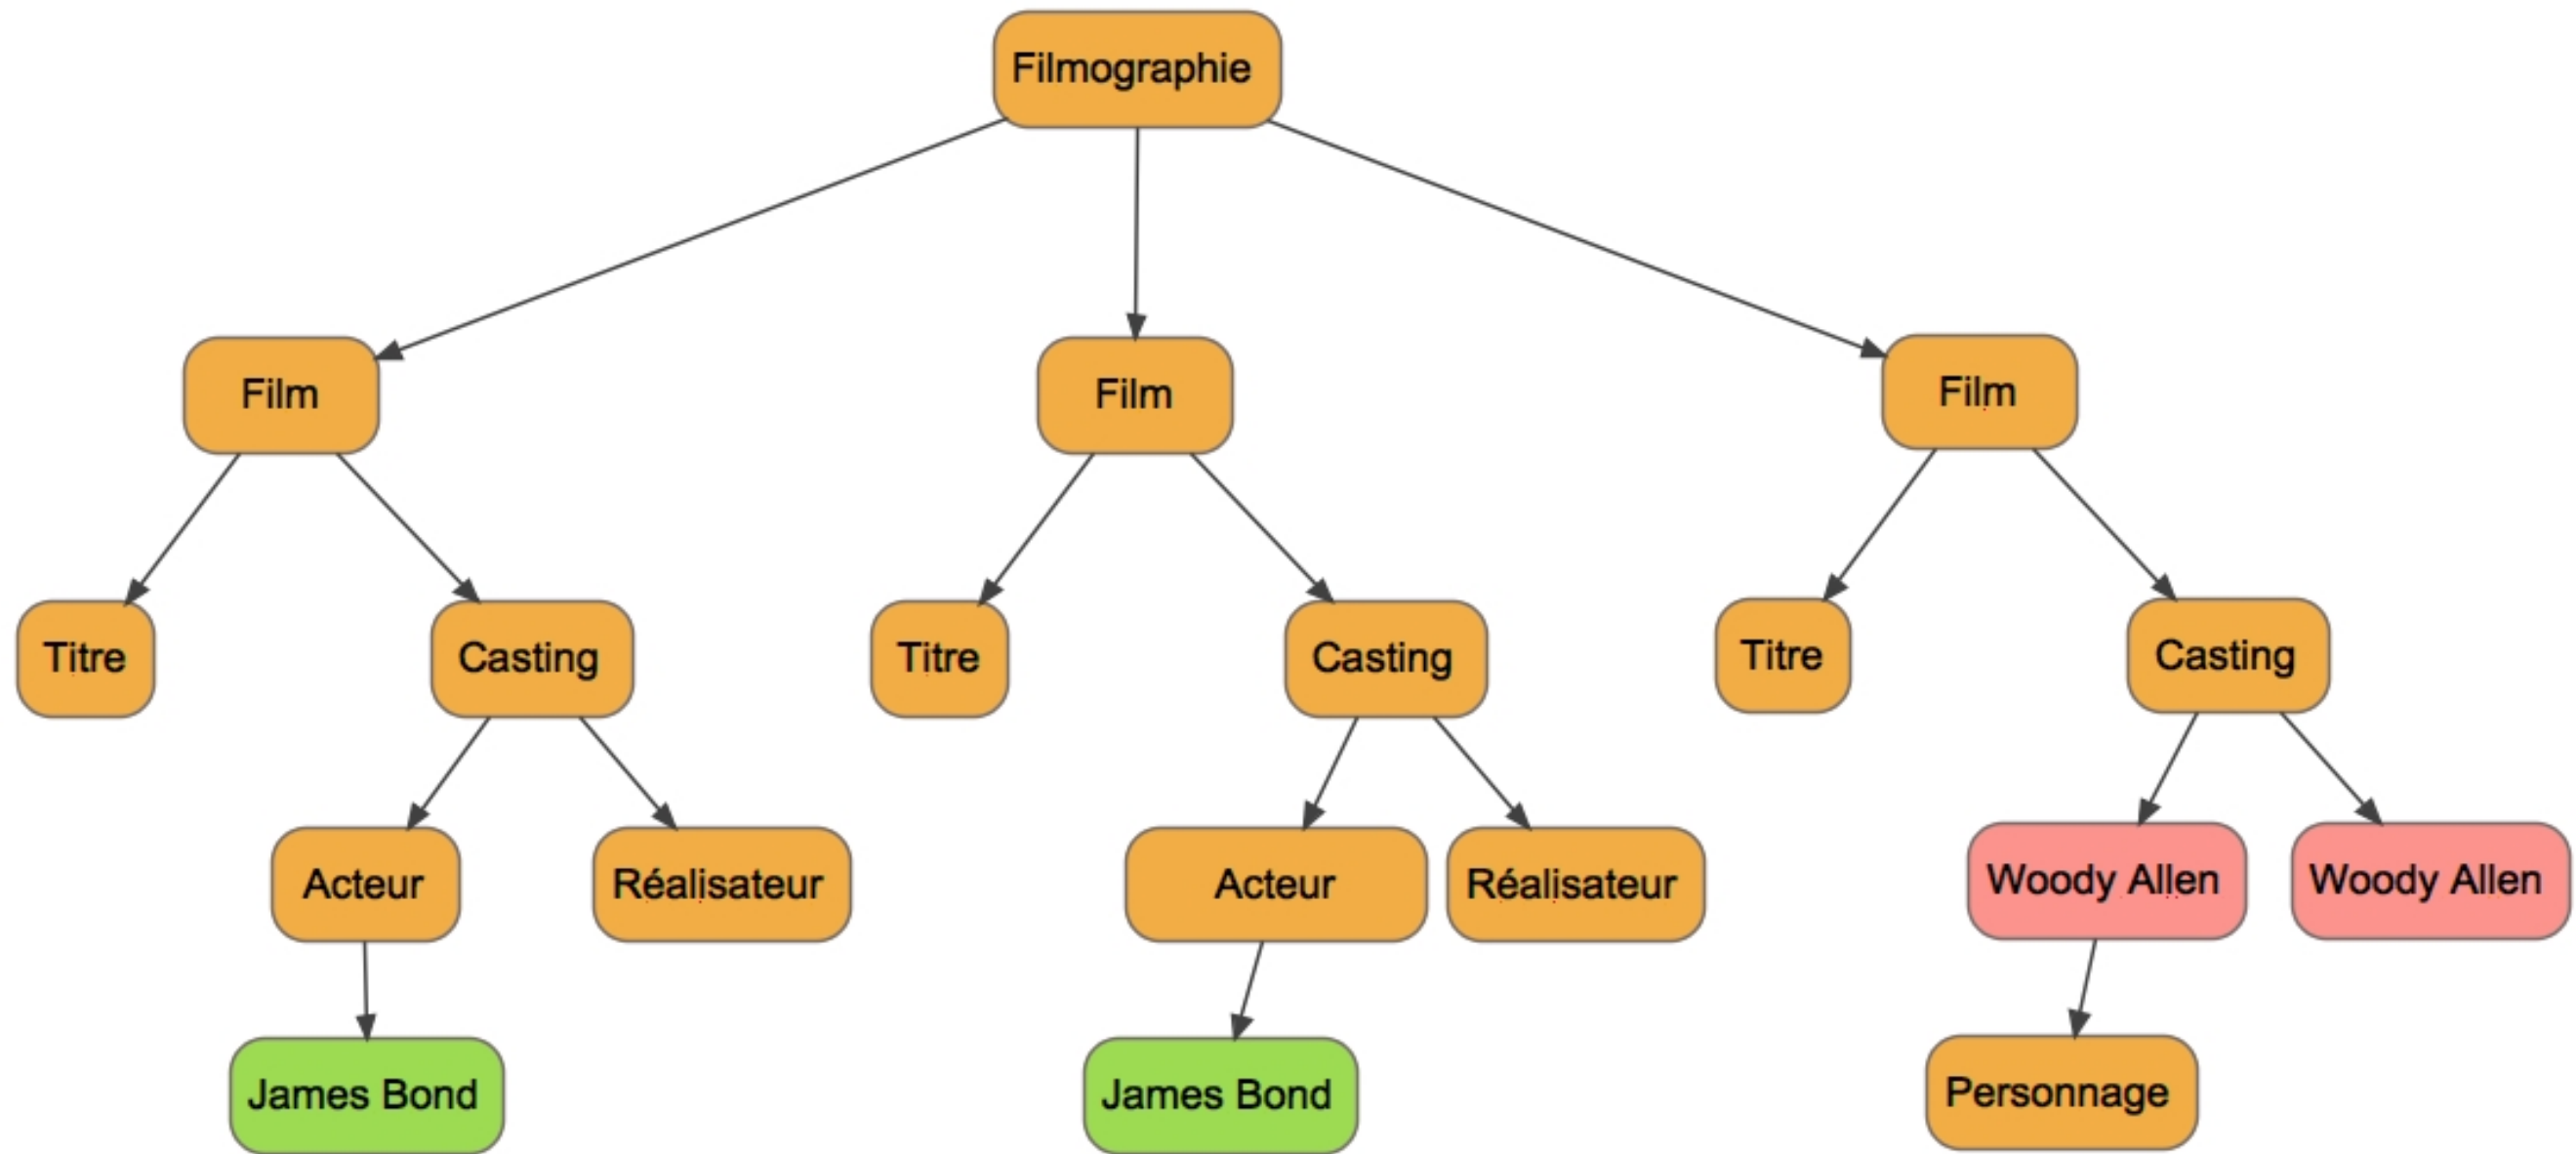 Filmographie
Film
Film
Film
Titre
Casting
Titre
Casting
Titre
Casting
Acteur
Réalisateur
Acteur
Réalisateur
Woody Allen
Woody Allen
James Bond
James Bond
Personnage